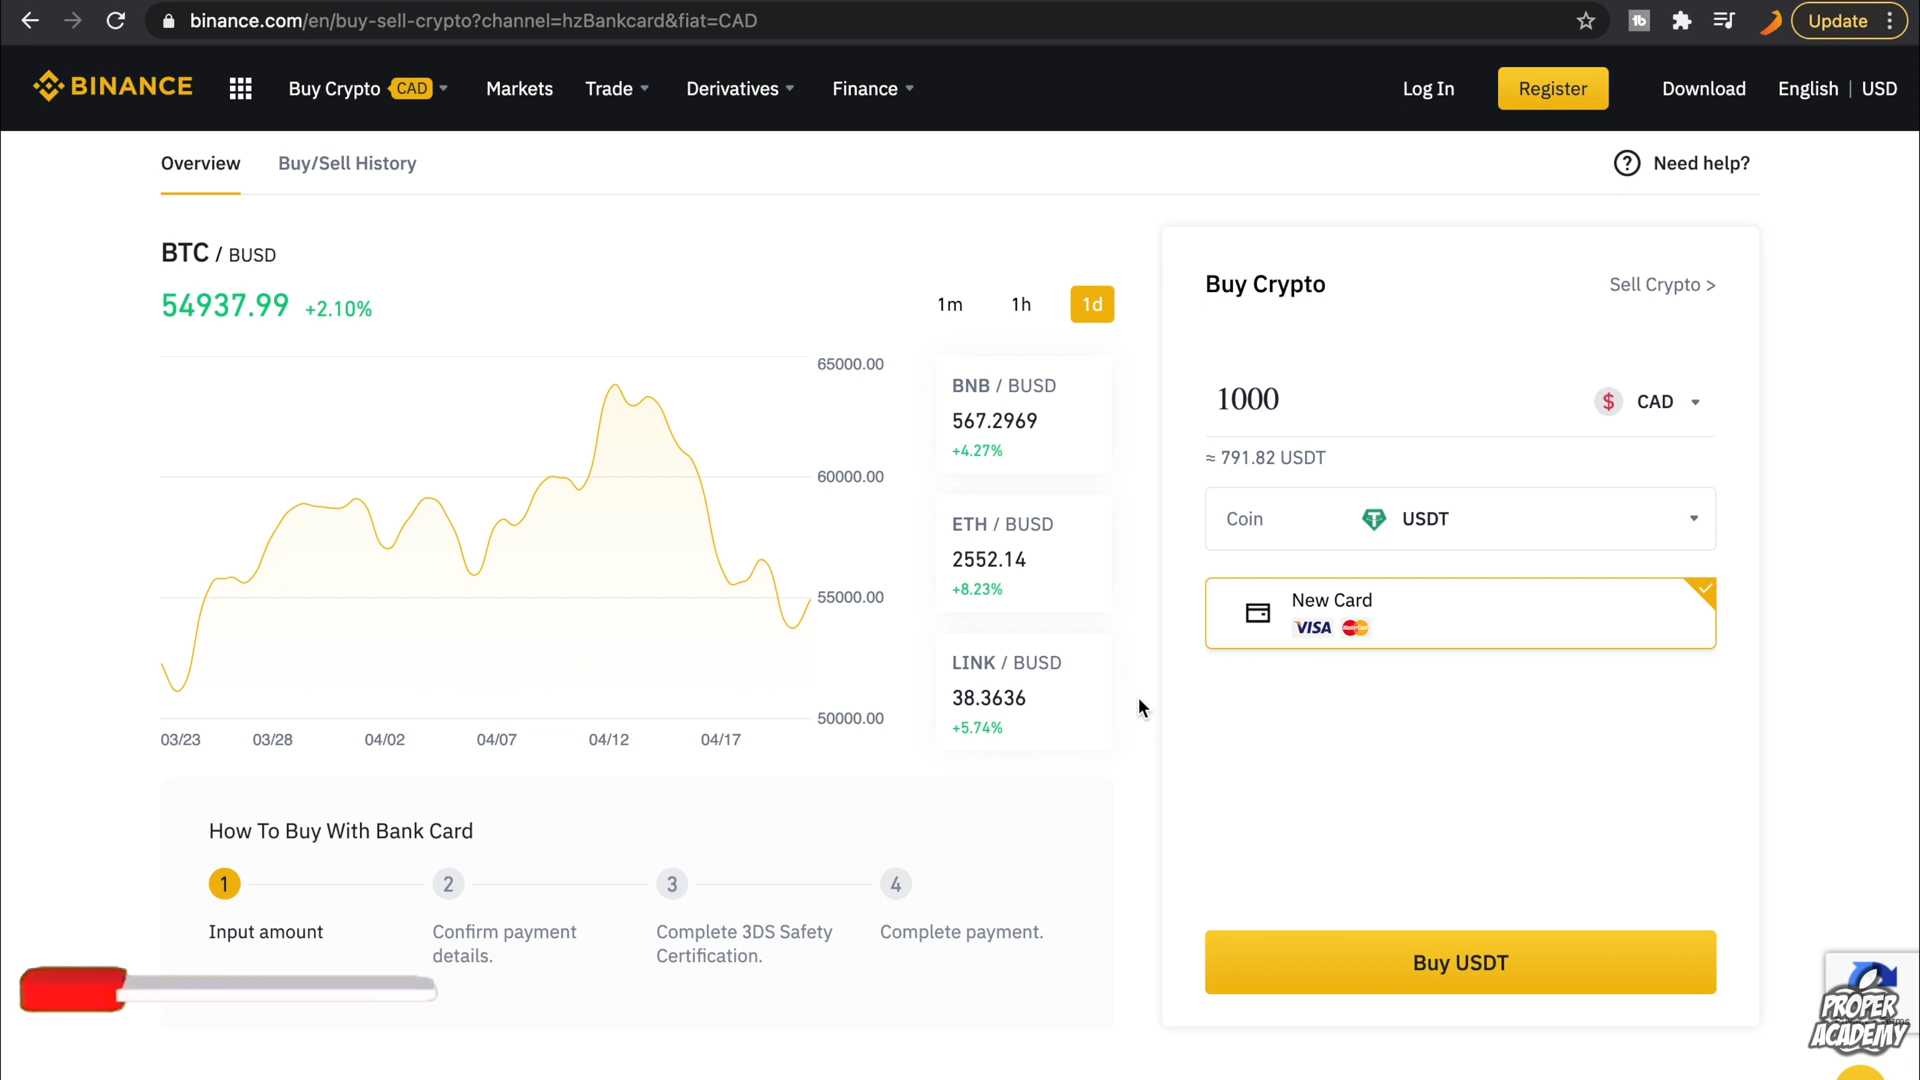 binance.com/en/buy-sell-crypto?channel=hzBankcard&fiat=CAD
tb
Update
BINANCE
Buy Crypto CAD
Markets
Trade
Derivatives
Finance
Log In
Register
Download
English | USD
Overview
Buy/Sell History
? Need help?
BTC / BUSD
54937.99 +2.10%
1m
1h
1d
65000.00
60000.00
55000.00
50000.00
03/23
03/28
04/02
04/07
04/12
04/17
BNB / BUSD
567.2969
+4.27%
ETH / BUSD
2552.14
+8.23%
LINK / BUSD
38.3636
+5.74%
Buy Crypto
Sell Crypto >
1000
$ CAD
≈ 791.82 USDT
Coin
USDT
New Card
VISA MasterCard
Buy USDT
How To Buy With Bank Card
1
Input amount
2
Confirm payment
details.
3
Complete 3DS Safety
Certification.
4
Complete payment.
PROPER
ACADEMY